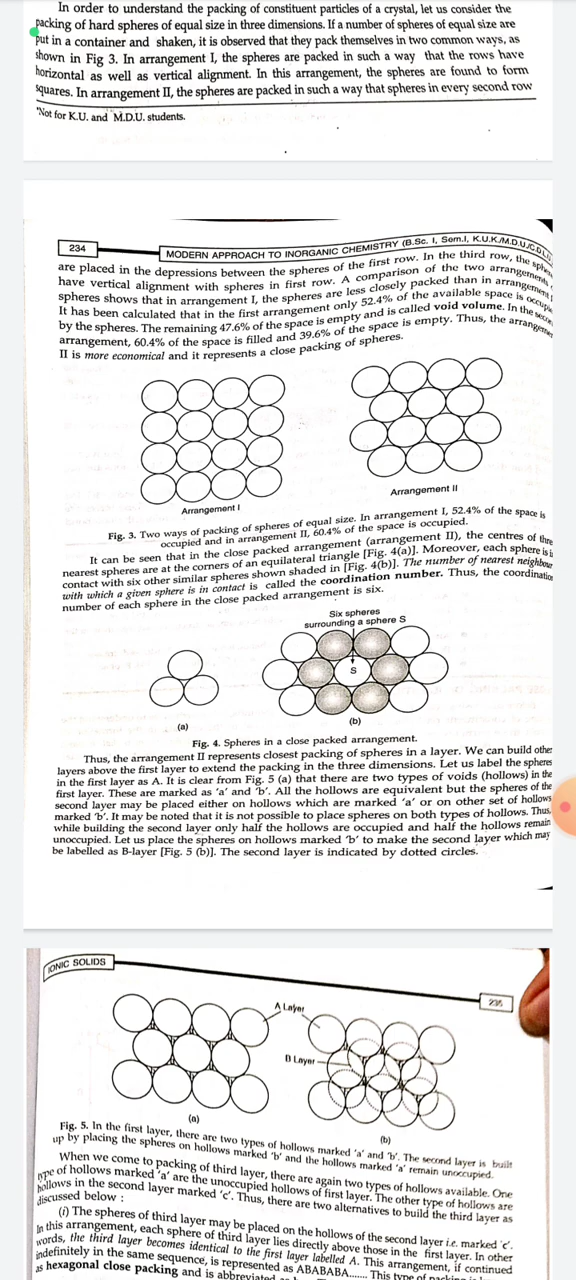 In order to understand the packing of constituent particles of a crystal, let us consider the
packing of hard spheres of equal size in three dimensions. If a number of spheres of equal size are
put in a container and shaken, it is observed that they pack themselves in two common ways, as
shown in Fig 3. In arrangement I, the spheres are packed in such a way that the rows have
horizontal as well as vertical alignment. In this arrangement, the spheres are found to form
squares. In arrangement II, the spheres are packed in such a way that spheres in every second row
*Not for K.U. and M.D.U. students.
234
MODERN APPROACH TO INORGANIC CHEMISTRY (B.Sc. I, Sem.I, K.U.K/M.D.U./C.D.L.U.
are placed in the depressions between the spheres of the first row. In the third row, the
have vertical alignment with spheres in first row. A comparison of the two
spheres shows that in arrangement I, the spheres are less closely packed than in
It has been calculated that in the first arrangement only 52.4% of the available space is
by the spheres. The remaining 47.6% of the space is empty and is called void volume. In the
arrangement, 60.4% of the space is filled and 39.6% of the space is empty. Thus, the
II is more economical and it represents a close packing of spheres.
Arrangement I
Arrangement II
Fig. 3. Two ways of packing of spheres of equal size. In arrangement I, 52.4% of the space is
occupied and in arrangement II, 60.4% of the space is occupied.
It can be seen that in the close packed arrangement (arrangement II), the centres of
nearest spheres are at the corners of an equilateral triangle [Fig. 4(a)]. Moreover, each sphere is
contact with six other similar spheres shown shaded in [Fig. 4(b)]. The number of nearest
with which a given sphere is in contact is called the coordination number. Thus, the
number of each sphere in the close packed arrangement is six.
Six spheres
surrounding a sphere S
S
(a)
(b)
Fig. 4. Spheres in a close packed arrangement.
Thus, the arrangement II represents closest packing of spheres in a layer. We can build other
layers above the first layer to extend the packing in the three dimensions. Let us label the spheres
in the first layer as A. It is clear from Fig. 5 (a) that there are two types of voids (hollows) in the
first layer. These are marked as 'a' and 'b'. All the hollows are equivalent but the spheres of the
second layer may be placed either on hollows which are marked 'a' or on other set of hollows
marked 'b'. It may be noted that it is not possible to place spheres on both types of hollows. Thus,
while building the second layer only half the hollows are occupied and half the hollows remain
unoccupied. Let us place the spheres on hollows marked 'b' to make the second layer which may
be labelled as B-layer [Fig. 5 (b)]. The second layer is indicated by dotted circles.
IONIC SOLIDS
235
A Layer
B Layer
(a)
(b)
Fig. 5. In the first layer, there are two types of hollows marked 'a' and 'b'. The second layer is built
up by placing the spheres on hollows marked 'b' and the hollows marked 'a' remain unoccupied.
When we come to packing of third layer, there are again two types of hollows available. One
type of hollows marked 'a' are the unoccupied hollows of first layer. The other type of hollows are
hollows in the second layer marked 'c'. Thus, there are two alternatives to build the third layer as
discussed below :
(i) The spheres of third layer may be placed on the hollows of the second layer i.e. marked 'c'.
In this arrangement, each sphere of third layer lies directly above those in the first layer. In other
words, the third layer becomes identical to the first layer labelled A. This arrangement, if continued
indefinitely in the same sequence, is represented as ABABABA...... This type of packing is
as hexagonal close packing and is abbreviated